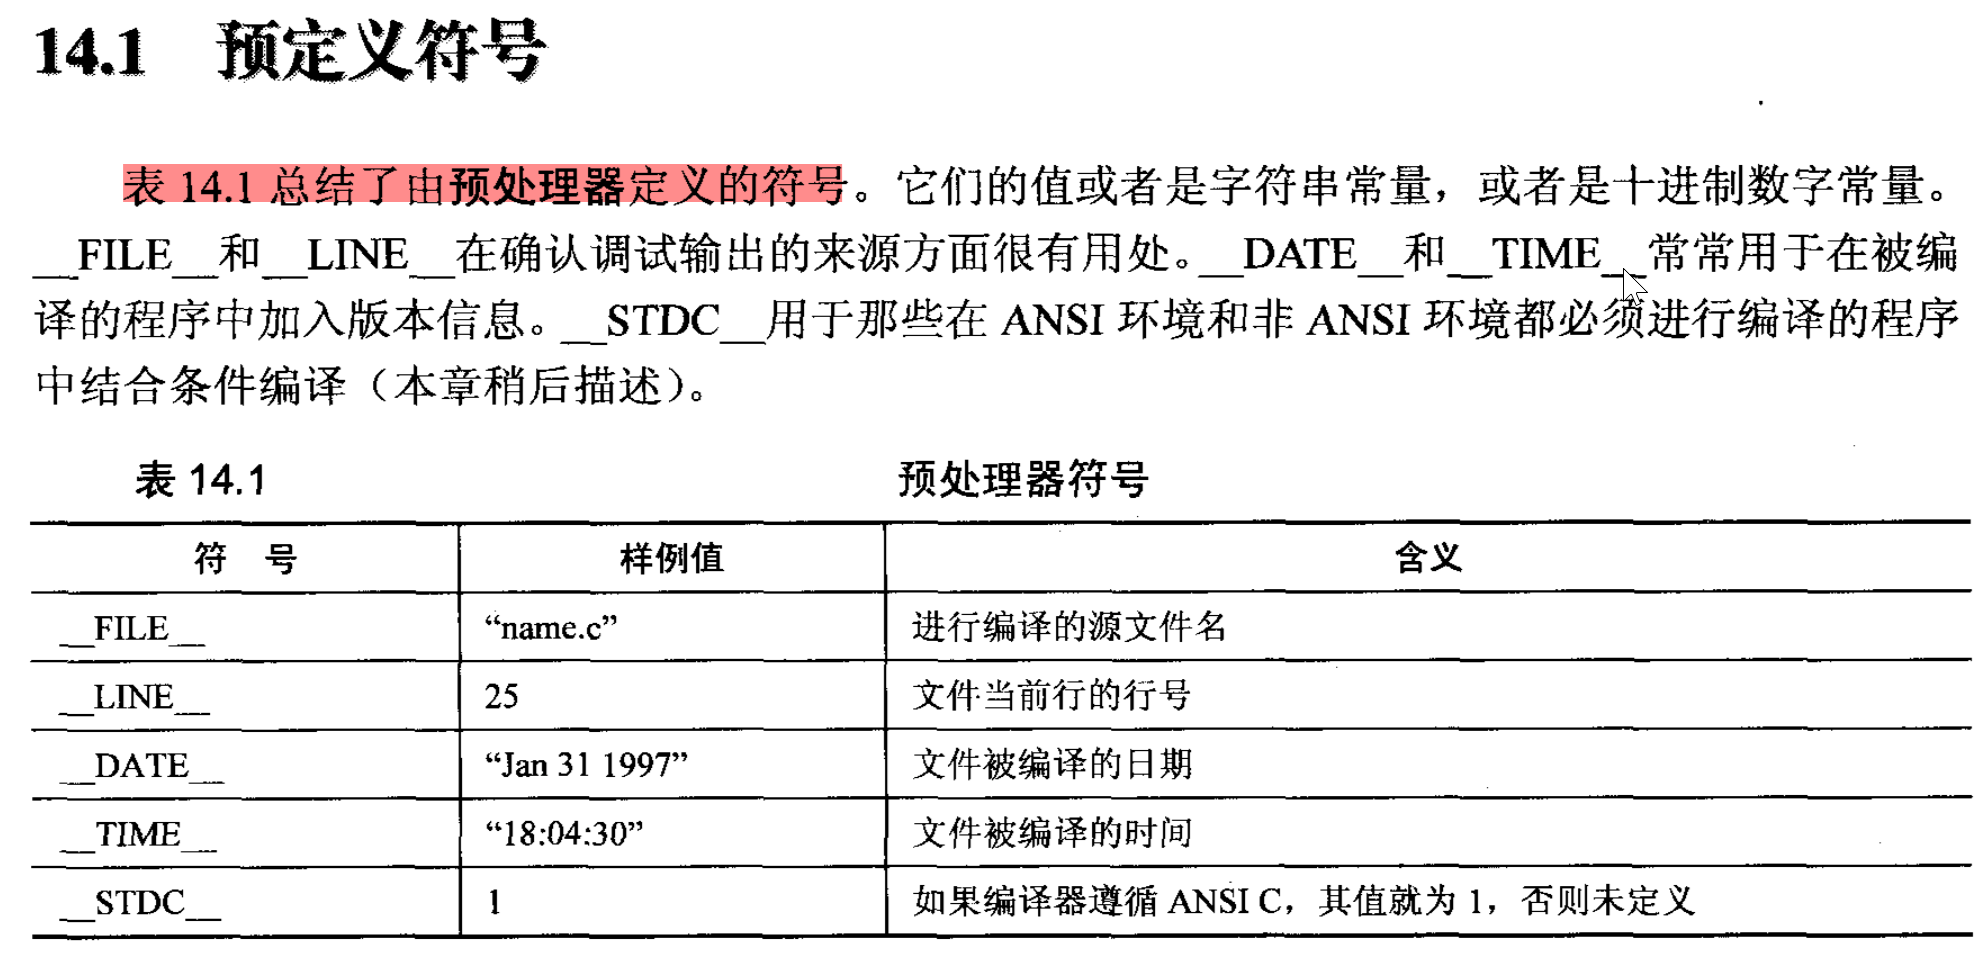 14.1 预定义符号
表 14.1 总结了由预处理器定义的符号。它们的值或者是字符串常量，或者是十进制数字常量。
__FILE__和__LINE__在确认调试输出的来源方面很有用处。__DATE__和__TIME__常常用于在被编
译的程序中加入版本信息。__STDC__用于那些在 ANSI 环境和非 ANSI 环境都必须进行编译的程序
中结合条件编译（本章稍后描述）。
表 14.1 预处理器符号
符 号 样例值 含义
__FILE__ “name.c” 进行编译的源文件名
__LINE__ 25 文件当前行的行号
__DATE__ “Jan 31 1997” 文件被编译的日期
__TIME__ “18:04:30” 文件被编译的时间
__STDC__ 1 如果编译器遵循 ANSI C，其值就为 1，否则未定义